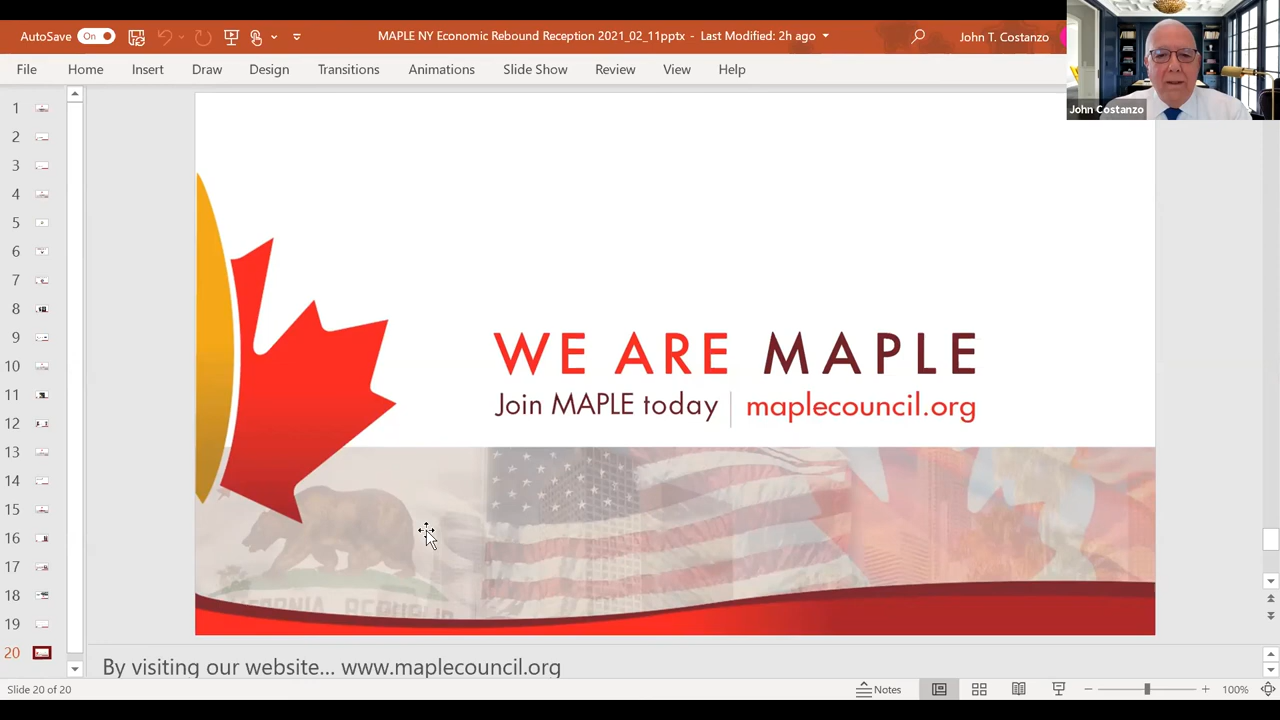 AutoSave On MAPLE NY Economic Rebound Reception 2021_02_11pptx - Last Modified: 2h ago John T. Costanzo
File Home Insert Draw Design Transitions Animations Slide Show Review View Help
John Costanzo
1
2
3
4
5
6
7
8
9
10
11
12
13
14
15
16
17
18
19
20
WE ARE MAPLE
Join MAPLE today | maplecouncil.org
CALIFORNIA REPUBLIC
By visiting our website... www.maplecouncil.org
Slide 20 of 20 Notes 100%